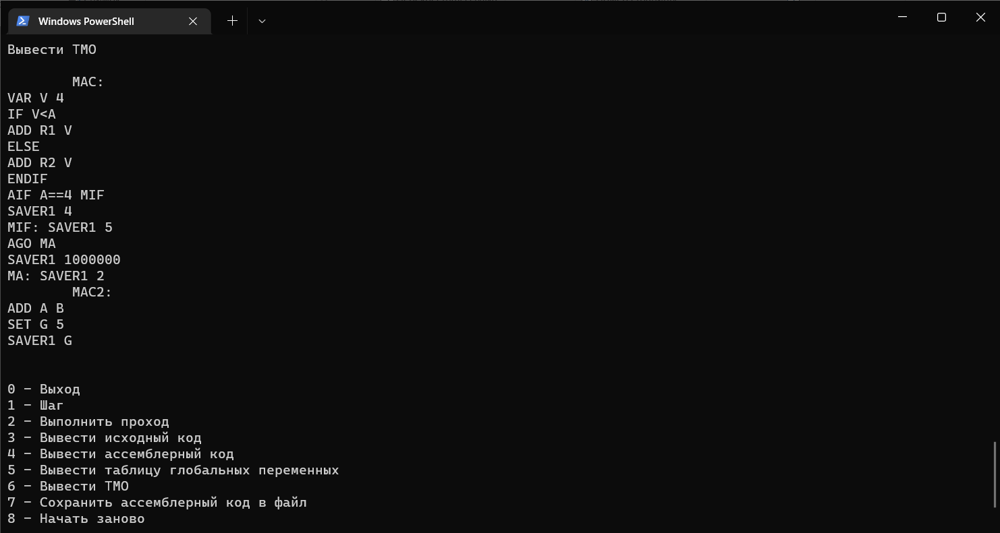 Windows PowerShell
Вывести ТМО
MAC:
VAR V 4
IF V<A
ADD R1 V
ELSE
ADD R2 V
ENDIF
AIF A==4 MIF
SAVER1 4
MIF: SAVER1 5
AGO MA
SAVER1 1000000
MA: SAVER1 2
MAC2:
ADD A B
SET G 5
SAVER1 G
0 - Выход
1 - Шаг
2 - Выполнить проход
3 - Вывести исходный код
4 - Вывести ассемблерный код
5 - Вывести таблицу глобальных переменных
6 - Вывести ТМО
7 - Сохранить ассемблерный код в файл
8 - Начать заново